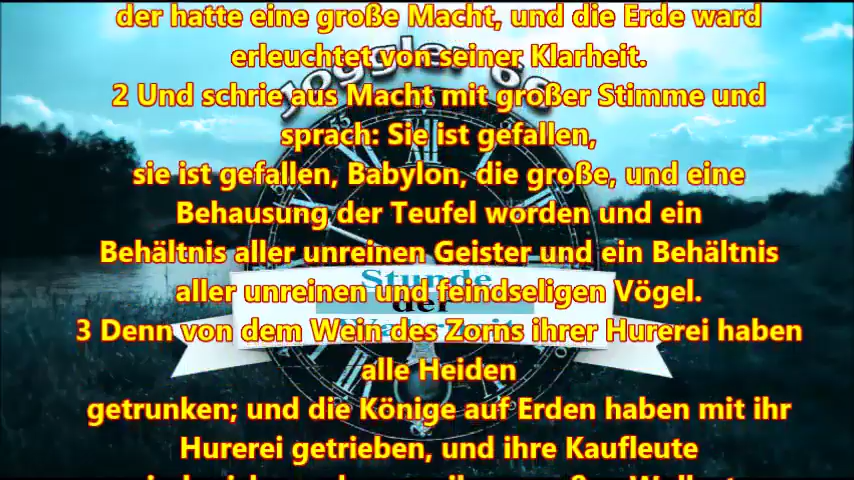 der hatte eine große Macht, und die Erde ward
erleuchtet von seiner Klarheit.
Joggler 66
2 Und schrie aus Macht mit großer Stimme und
sprach: Sie ist gefallen,
sie ist gefallen, Babylon, die große, und eine
Behausung der Teufel worden und ein
Behältnis aller unreinen Geister und ein Behältnis
Stunde
aller unreinen und feindseligen Vögel.
der
3 Denn von dem Wein des Zorns ihrer Hurerei haben
alle Heiden
getrunken; und die Könige auf Erden haben mit ihr
Hurerei getrieben, und ihre Kaufleute